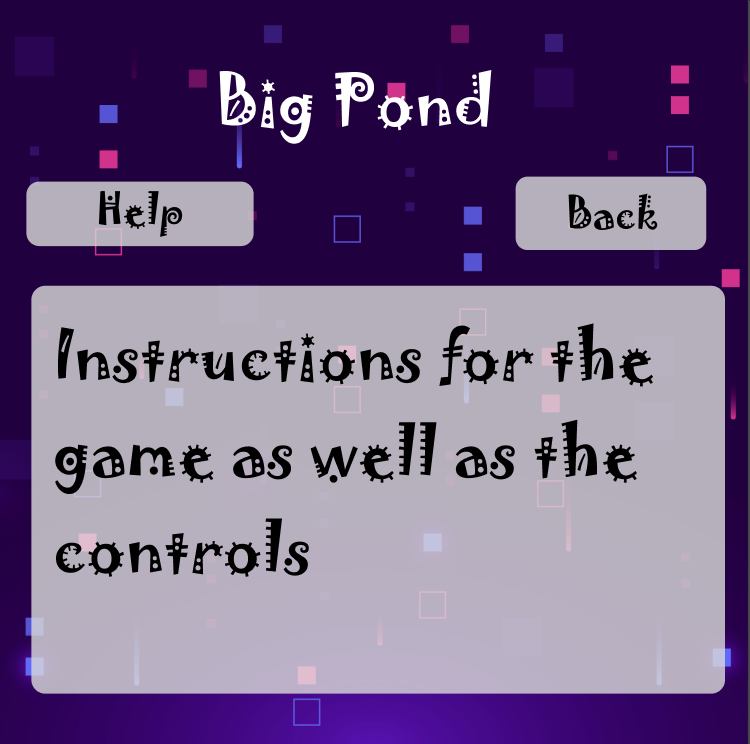 Big Pond
Help
Back
Instructions for the
game as well as the
controls